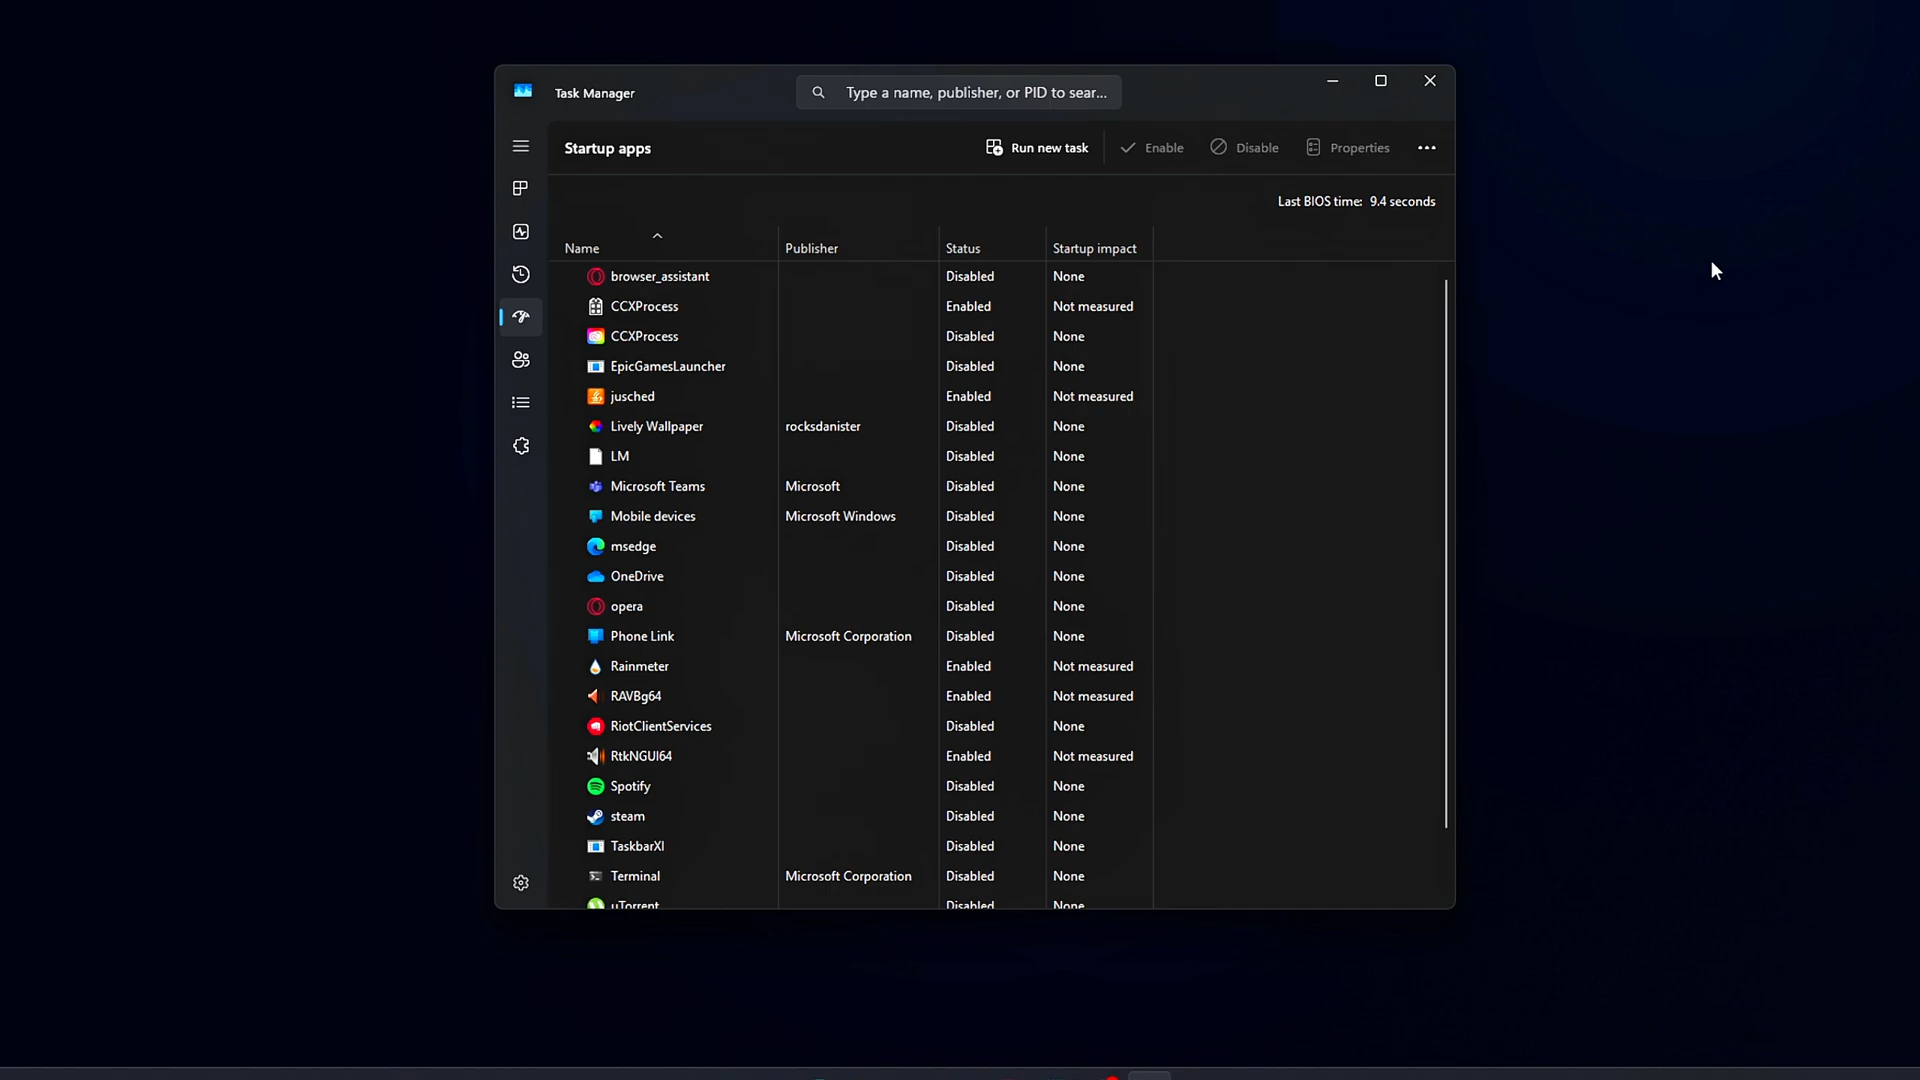 Task Manager
Type a name, publisher, or PID to sear...
Startup apps
Run new task
Enable
Disable
Properties
Last BIOS time: 9.4 seconds
Name Publisher Status Startup impact
browser_assistant Disabled None
CCXProcess Enabled Not measured
CCXProcess Disabled None
EpicGamesLauncher Disabled None
jusched Enabled Not measured
Lively Wallpaper rocksdanister Disabled None
LM Disabled None
Microsoft Teams Microsoft Disabled None
Mobile devices Microsoft Windows Disabled None
msedge Disabled None
OneDrive Disabled None
opera Disabled None
Phone Link Microsoft Corporation Disabled None
Rainmeter Enabled Not measured
RAVBg64 Enabled Not measured
RiotClientServices Disabled None
RtkNGUI64 Enabled Not measured
Spotify Disabled None
steam Disabled None
TaskbarXI Disabled None
Terminal Microsoft Corporation Disabled None
uTorrent Disabled None